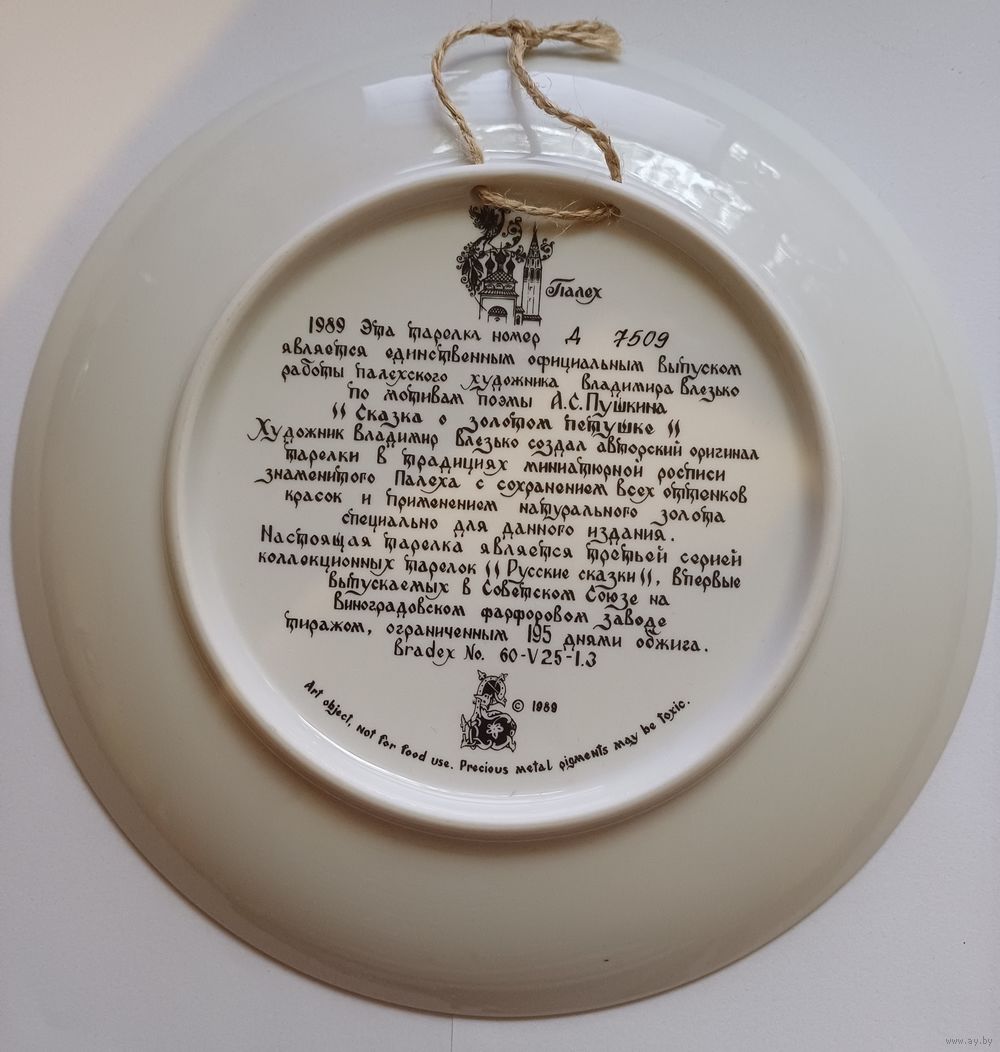 Палех
1989 Эта тарелка номер Д 7509
является единственным официальным выпуском
работы палехского художника Владимира Влезько
по мотивам поэмы А.С.Пушкина
"Сказка о золотом петушке"
Художник Владимир Влезько создал авторский оригинал
тарелки в традициях миниатюрной росписи
знаменитого Палеха с сохранением всех оттенков
красок и применением натурального золота
специально для данного издания.
Настоящая тарелка является третьей серией
коллекционных тарелок "Русские сказки", впервые
выпускаемых в Советском Союзе на
Виноградовском фарфоровом заводе
тиражом, ограниченным 195 днями обжига.
Bradex No. 60-V25-1.3
© 1989
Art object, not for food use. Precious metal pigments may be toxic.
www.ay.by